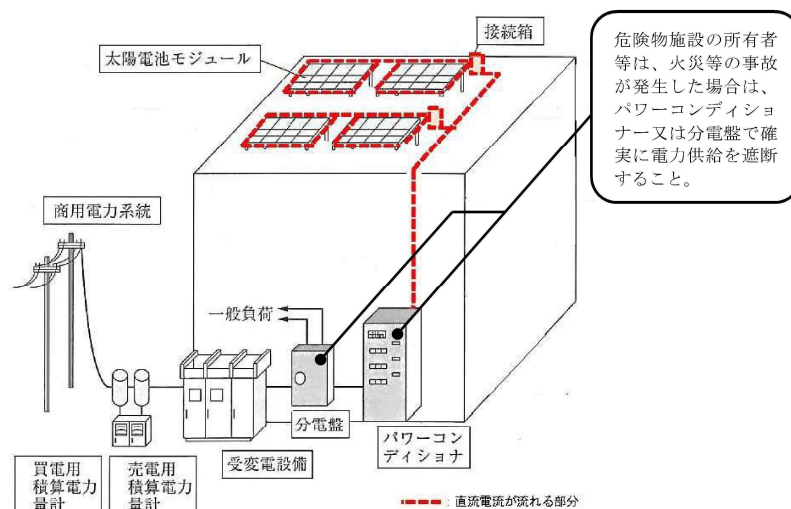 接続箱
太陽電池モジュール
危険物施設の所有者
等は、火災等の事故
が発生した場合は、
パワーコンディショ
ナー又は分電盤で確
実に電力供給を遮断
すること。
商用電力系統
一般負荷
分電盤
パワーコン
ディショナ
受変電設備
買電用
積算電力
量計
売電用
積算電力
量計
: 直流電流が流れる部分